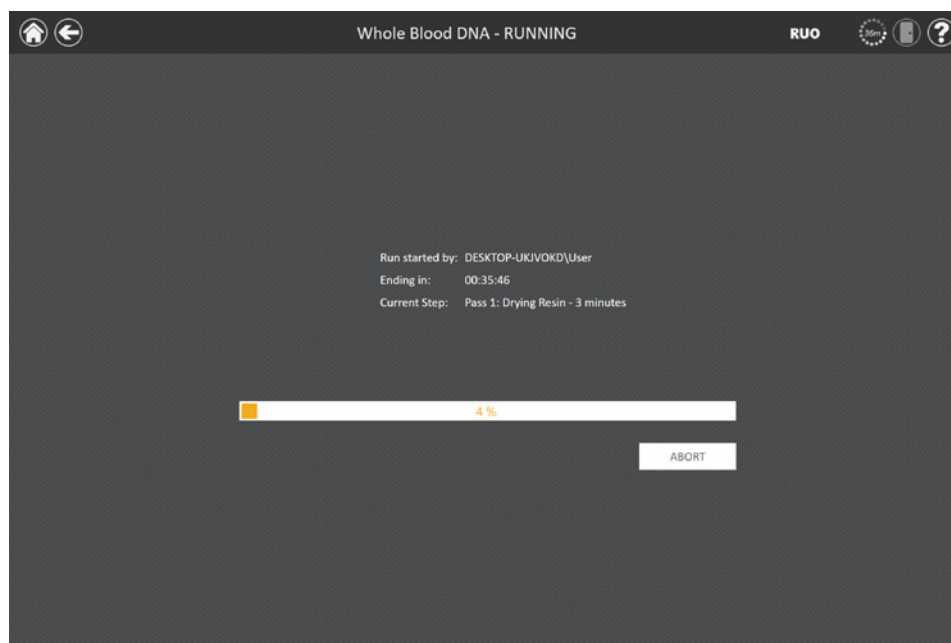 Whole Blood DNA - RUNNING
RUO
36m
?
Run started by: DESKTOP-UKJVOKD\User
Ending in: 00:35:46
Current Step: Pass 1: Drying Resin - 3 minutes
4 %
ABORT